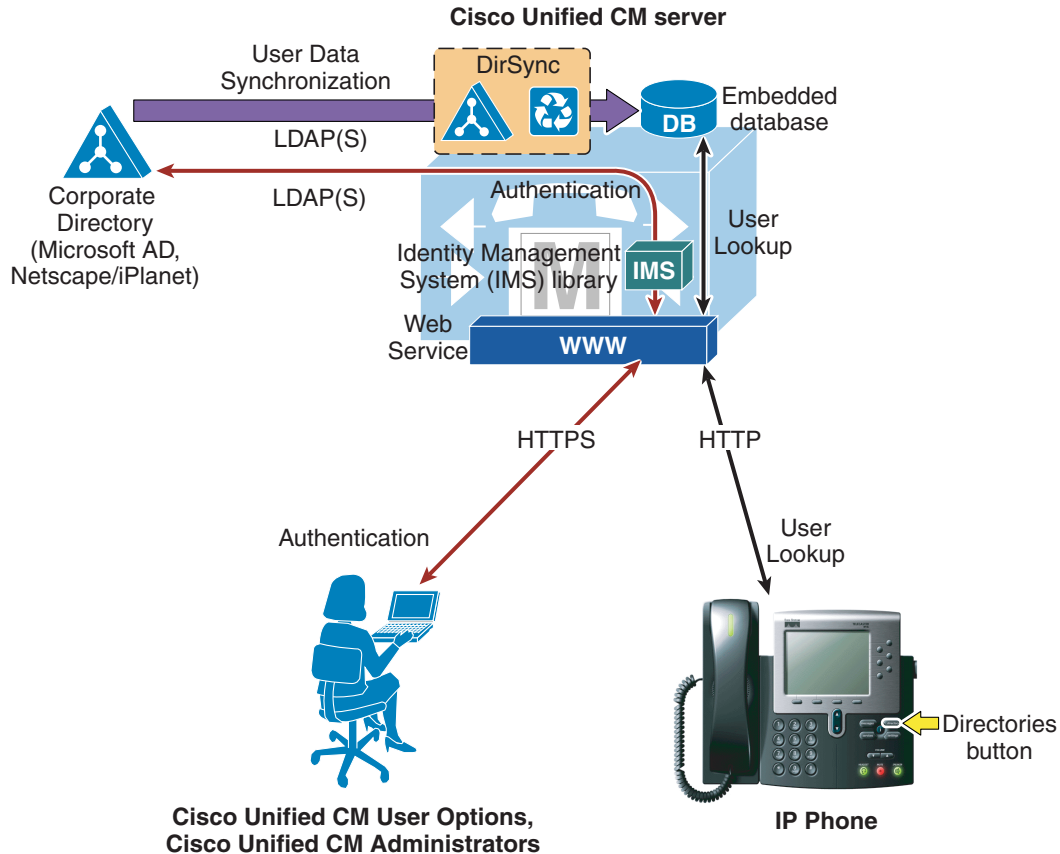 Cisco Unified CM server
User Data
Synchronization
DirSync
LDAP(S)
DB
Embedded
database
LDAP(S)
Authentication
Corporate
Directory
(Microsoft AD,
Netscape/iPlanet)
User
Lookup
Identity Management
System (IMS) library
IMS
M
Web
Service
WWW
HTTPS
HTTP
Authentication
User
Lookup
Directories
button
Cisco Unified CM User Options,
Cisco Unified CM Administrators
IP Phone